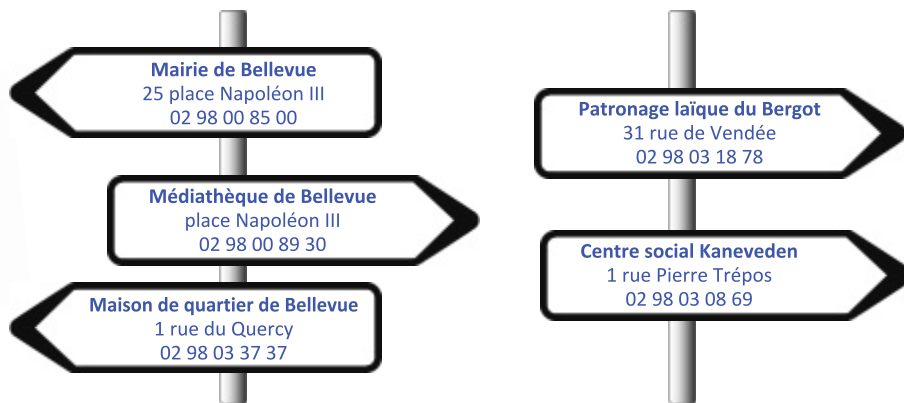 Mairie de Bellevue
25 place Napoléon III
02 98 00 85 00
Médiathèque de Bellevue
place Napoléon III
02 98 00 89 30
Maison de quartier de Bellevue
1 rue du Quercy
02 98 03 37 37
Patronage laïque du Bergot
31 rue de Vendée
02 98 03 18 78
Centre social Kaneveden
1 rue Pierre Trépos
02 98 03 08 69